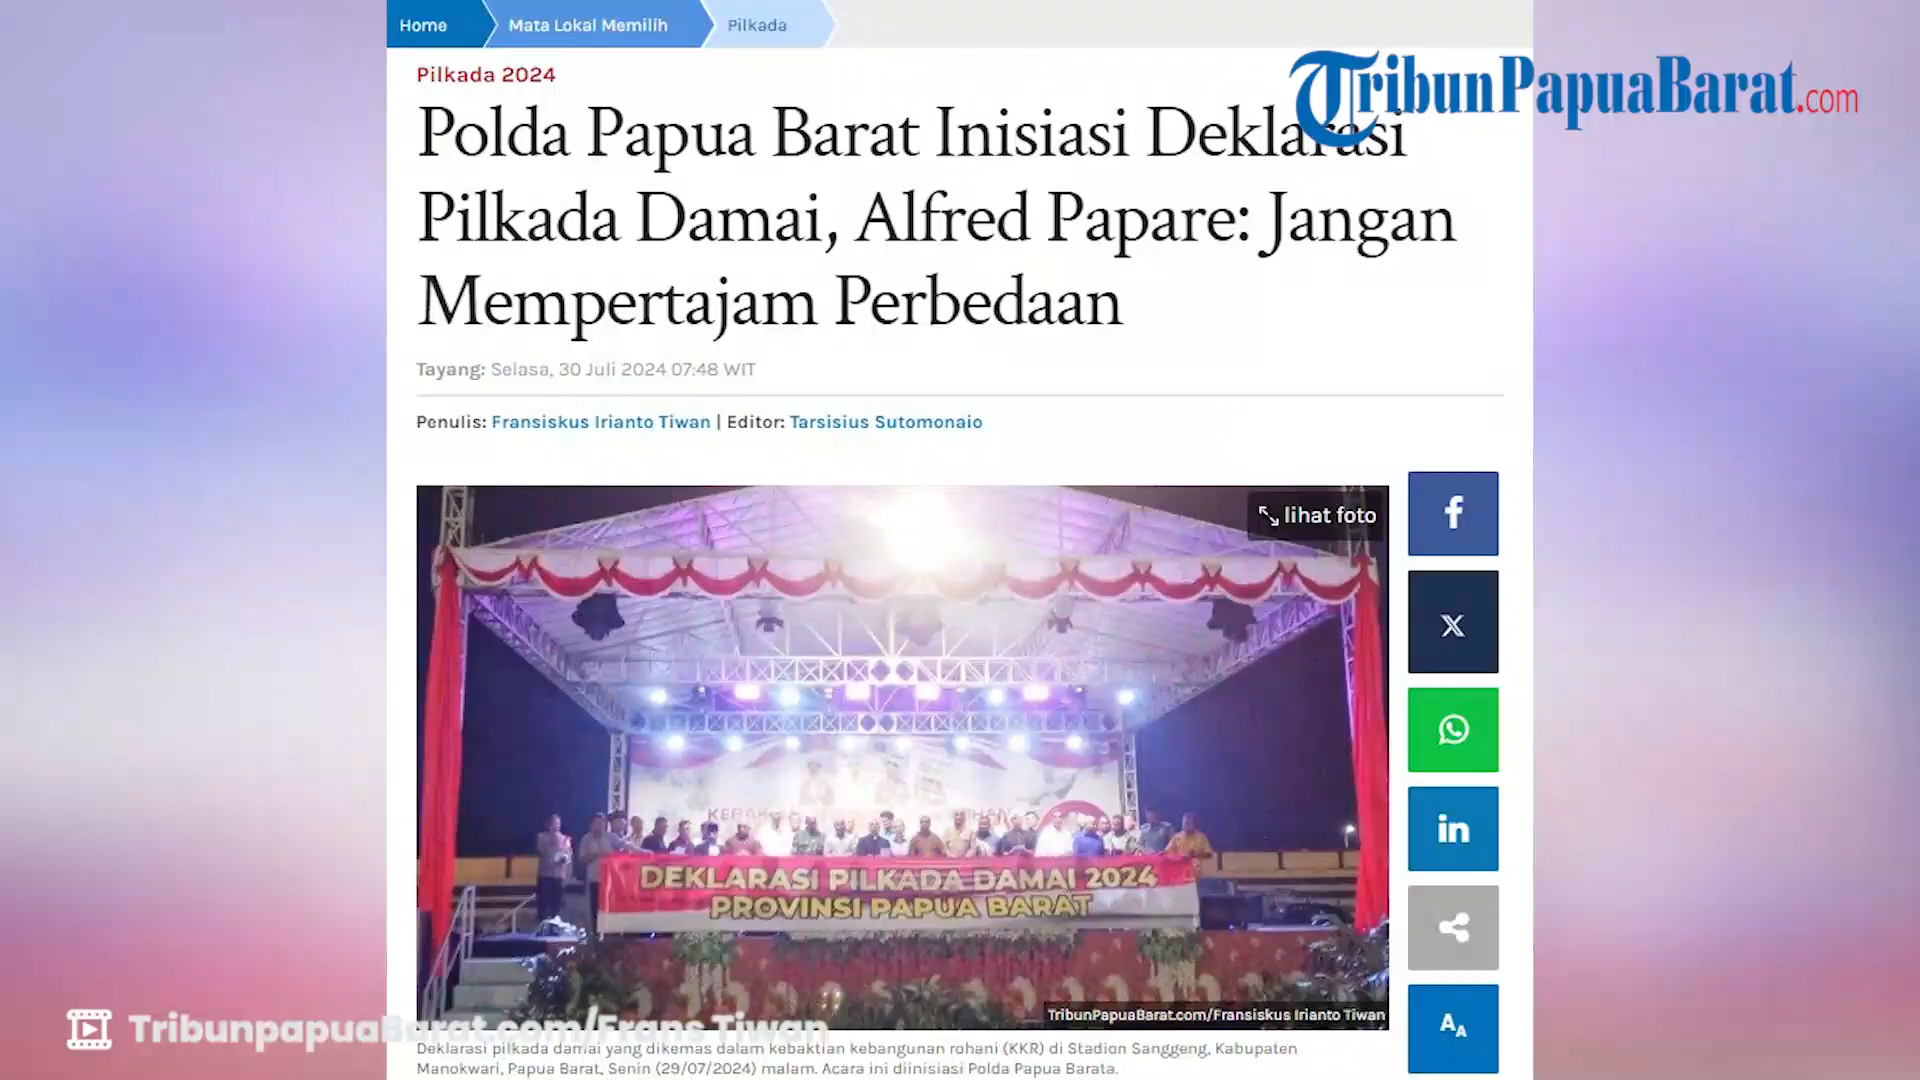 Home
Mata Lokal Memilih
Pilkada
Pilkada 2024
TribunPapuaBarat.com
Polda Papua Barat Inisiasi Deklarasi
Pilkada Damai, Alfred Papare: Jangan
Mempertajam Perbedaan
Tayang: Selasa, 30 Juli 2024 07:48 WIT
Penulis: Fransiskus Irianto Tiwan | Editor: Tarsisius Sutomonaio
lihat foto
DEKLARASI PILKADA DAMAI 2024
PROVINSI PAPUA BARAT
TribunPapuaBarat.com/Fransiskus Irianto Tiwan
TribunpapuaBarat.com/Frans Tiwan
Deklarasi pilkada damai yang dikemas dalam kebaktian kebangunan rohani (KKR) di Stadion Sanggeng, Kabupaten
Manokwari, Papua Barat, Senin (29/07/2024) malam. Acara ini diinisiasi Polda Papua Barata.